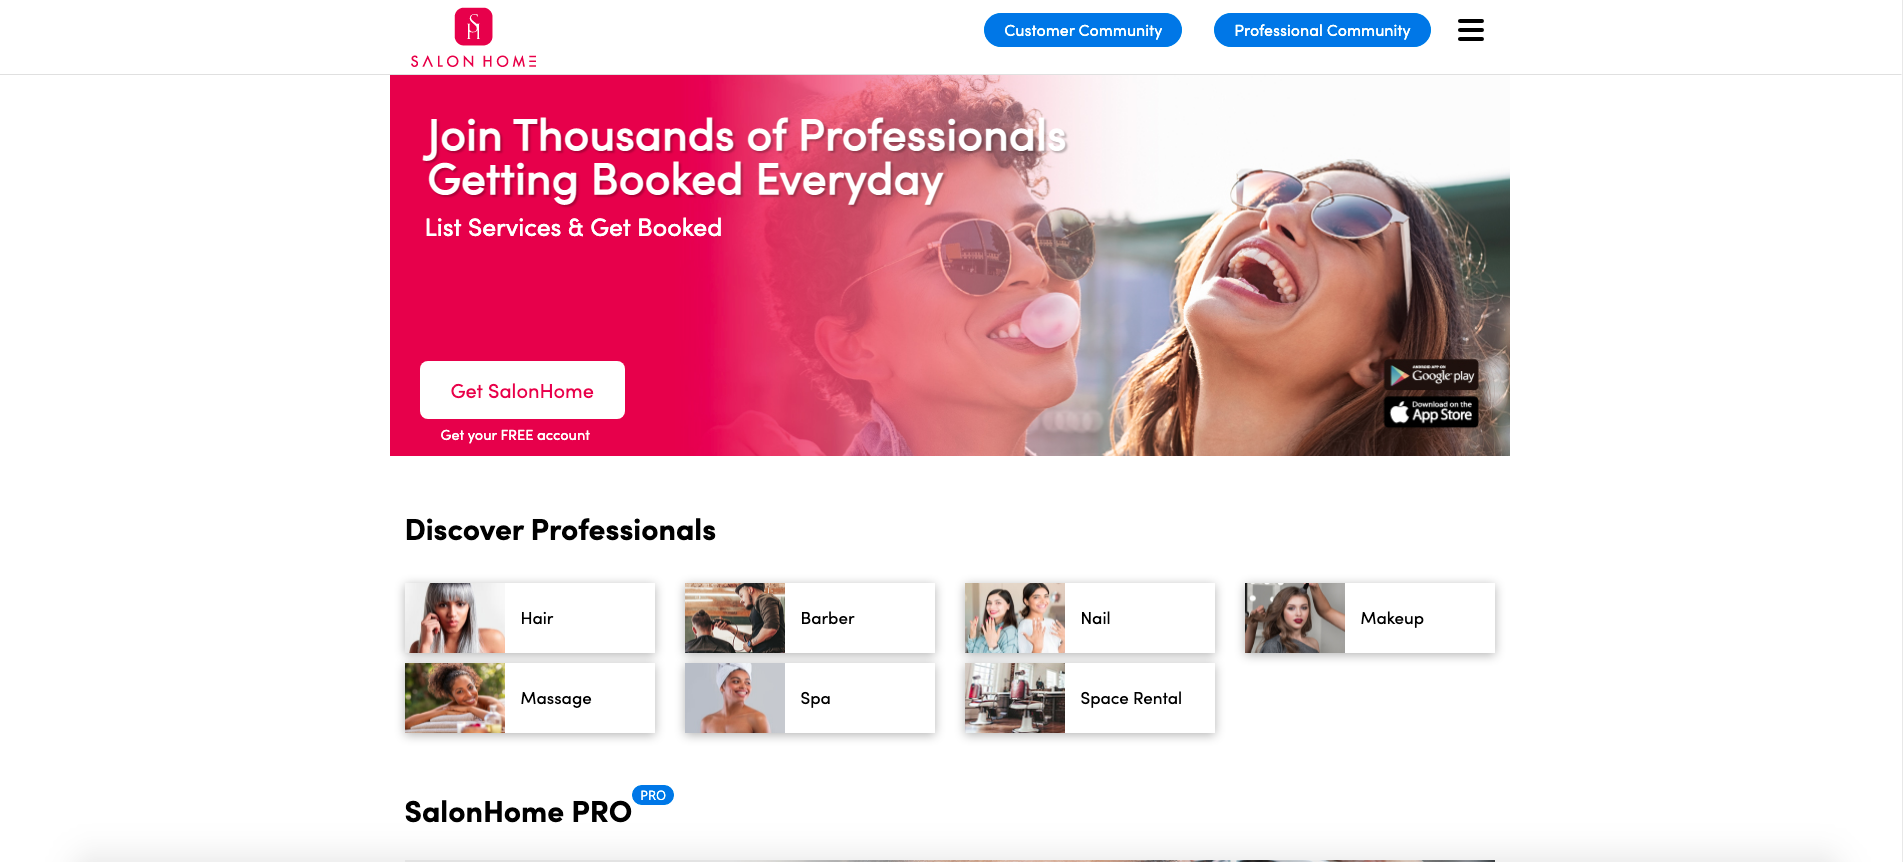 SH
SALON HOME
Customer Community
Professional Community
Join Thousands of Professionals
Getting Booked Everyday
List Services & Get Booked
Get SalonHome
Get your FREE account
ANDROID APP ON
Google play
Download on the
App Store
Discover Professionals
Hair
Barber
Nail
Makeup
Massage
Spa
Space Rental
SalonHome PRO
PRO